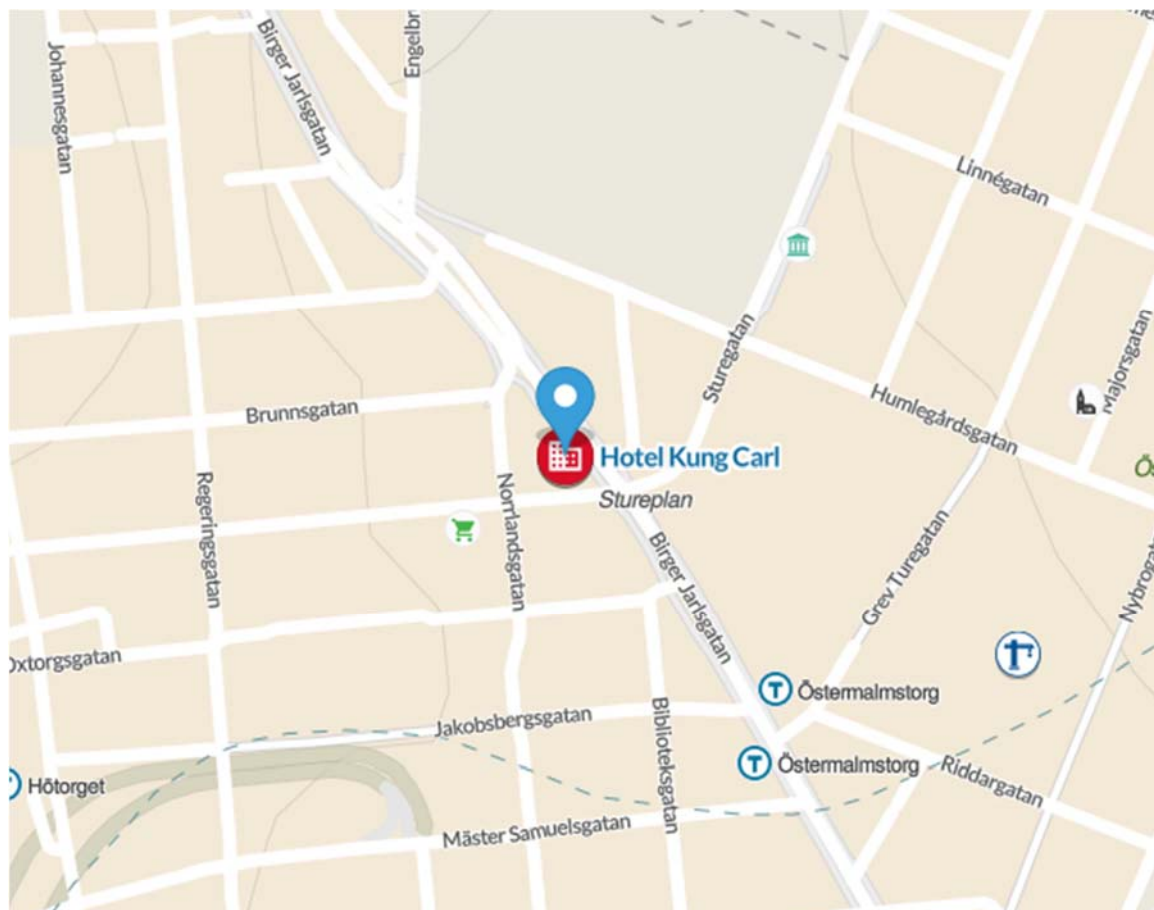 Johannesgatan
Birger Jarlsgatan
Engelbr
Linnégatan
Sturegatan
Majorsgatan
Humlegårdsgatan
Brunnsgatan
Hotel Kung Carl
Stureplan
Regeringsgatan
Norrlandsgatan
Birger Jarlsgatan
Grev Turegatan
Nybrogata
Oxtorgsgatan
Östermalmstorg
Jakobsbergsgatan
Biblioteksgatan
Östermalmstorg
Riddargatan
Hötorget
Mäster Samuelsgatan